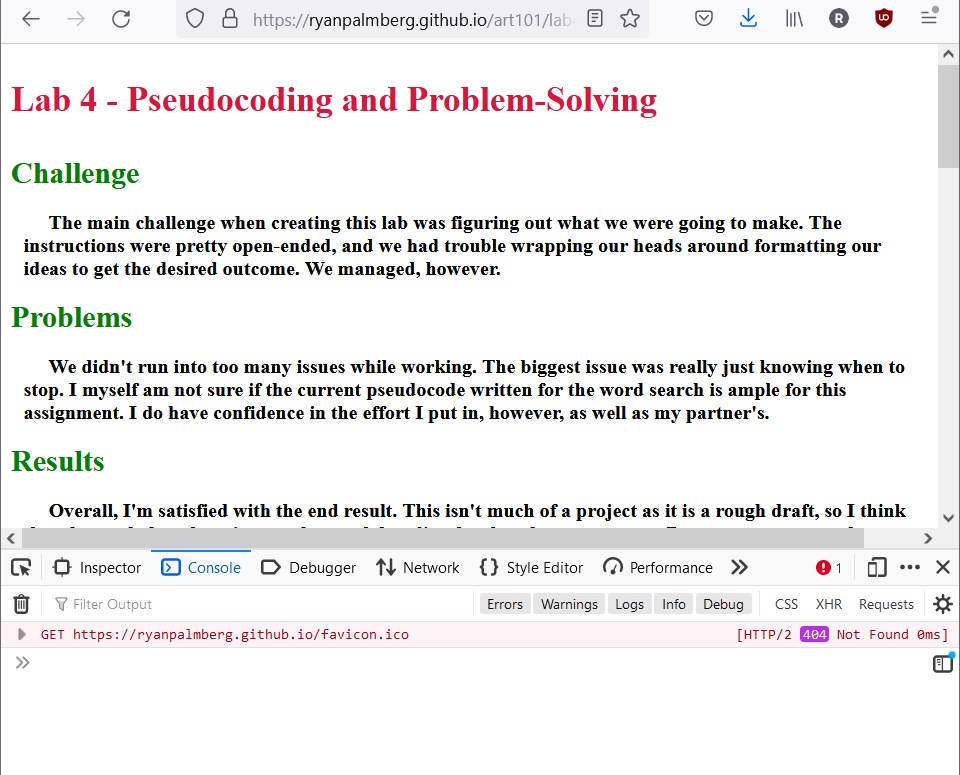 https://ryanpalmberg.github.io/art101/lab
R
Lab 4 - Pseudocoding and Problem-Solving
Challenge
The main challenge when creating this lab was figuring out what we were going to make. The
instructions were pretty open-ended, and we had trouble wrapping our heads around formatting our
ideas to get the desired outcome. We managed, however.
Problems
We didn't run into too many issues while working. The biggest issue was really just knowing when to
stop. I myself am not sure if the current pseudocode written for the word search is ample for this
assignment. I do have confidence in the effort I put in, however, as well as my partner's.
Results
Overall, I'm satisfied with the end result. This isn't much of a project as it is a rough draft, so I think
Inspector Console Debugger Network Style Editor Performance 1
Filter Output Errors Warnings Logs Info Debug CSS XHR Requests
GET https://ryanpalmberg.github.io/favicon.ico [HTTP/2 404 Not Found 0ms]